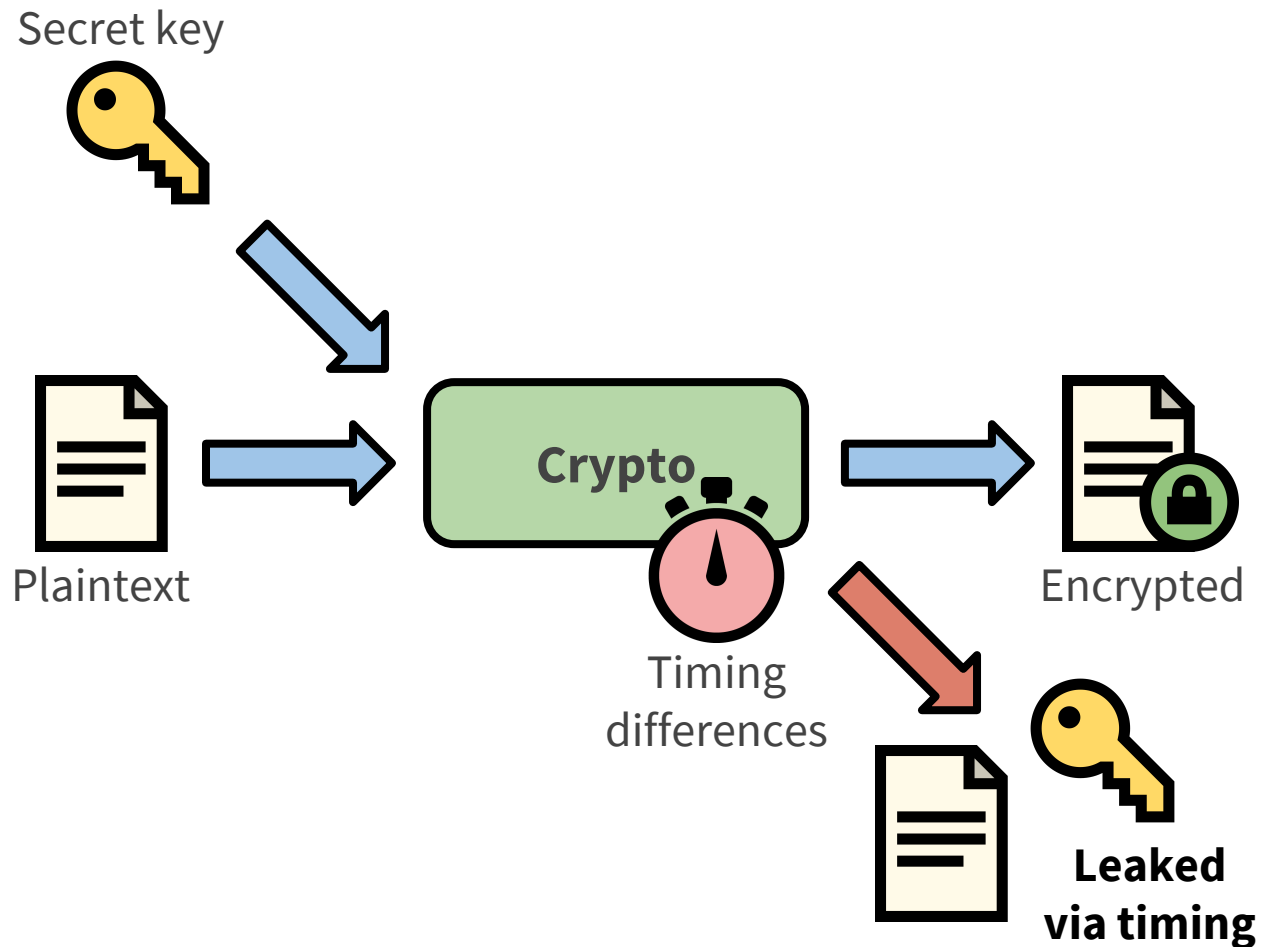 Secret key
Crypto
Plaintext
Encrypted
Timing
differences
Leaked
via timing